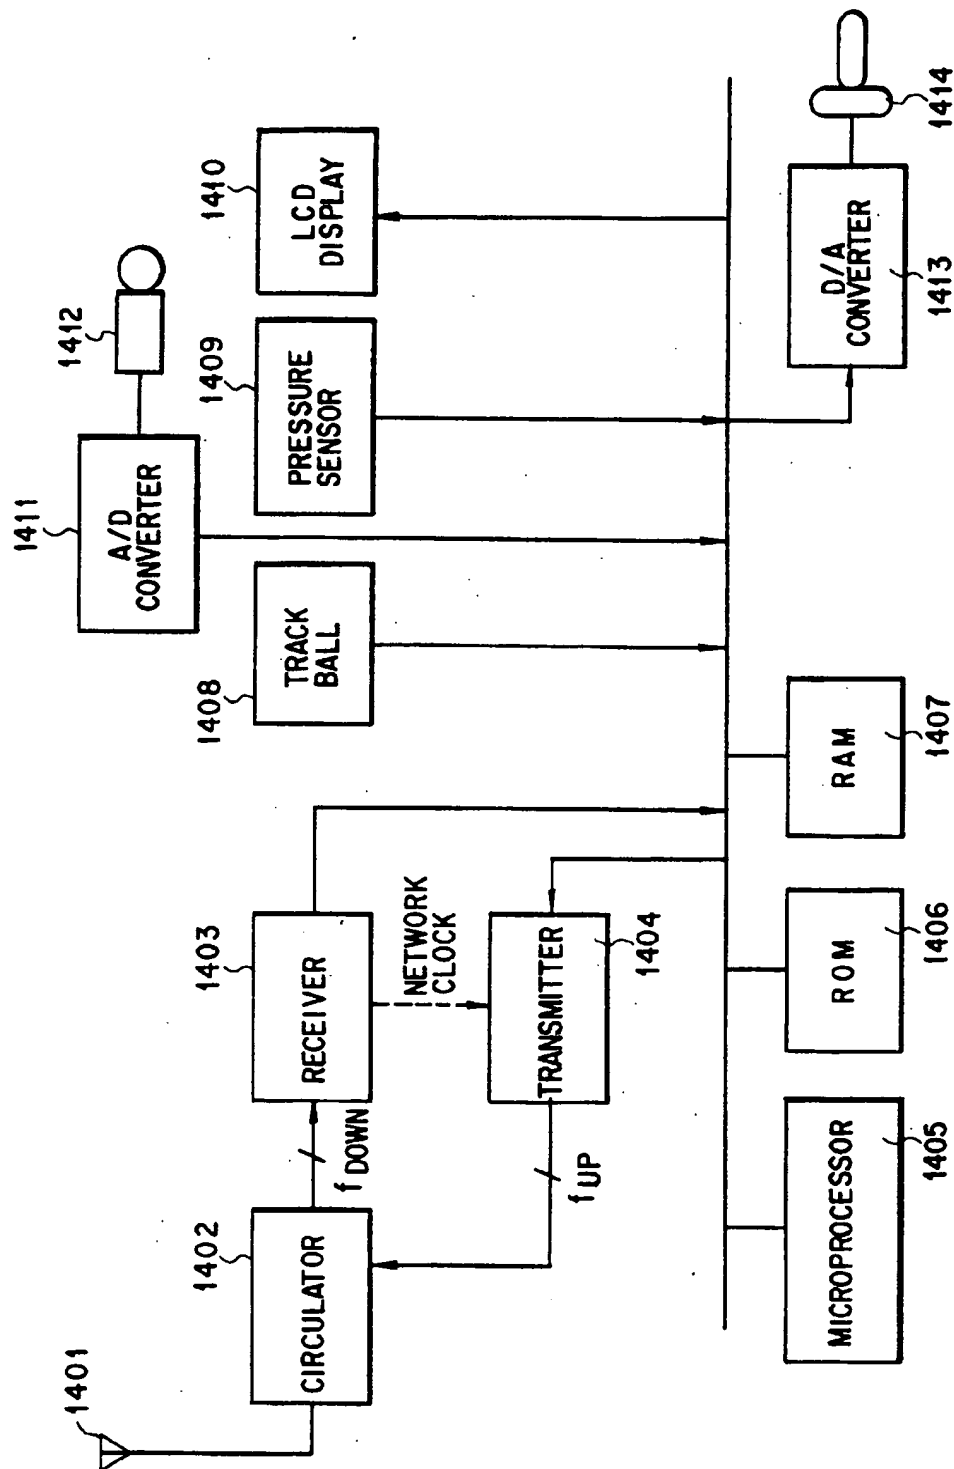 1401
1402
CIRCULATOR
f DOWN
1403
RECEIVER
NETWORK
CLOCK
f UP
TRANSMITTER
1404
1408
TRACK
BALL
1411
A/D
CONVERTER
1412
1409
PRESSURE
SENSOR
1410
LCD
DISPLAY
MICROPROCESSOR
1405
ROM
1406
RAM
1407
D/A
CONVERTER
1413
1414